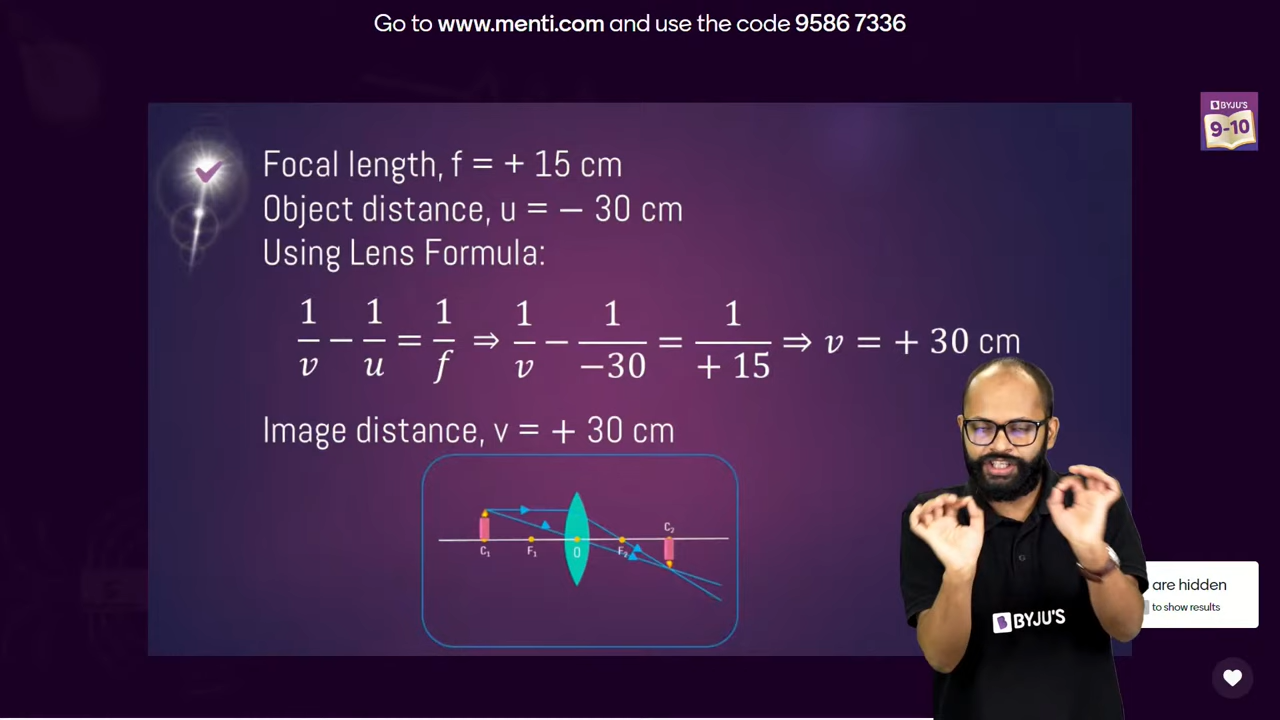 Go to www.menti.com and use the code 9586 7336
BYJU'S
9-10
Focal length, f = + 15 cm
Object distance, u = – 30 cm
Using Lens Formula:
1/v − 1/u = 1/f ⇒ 1/v − 1/−30 = 1/+ 15 ⇒ v = + 30 cm
Image distance, v = + 30 cm
C₁ F₁ O F₂ C₂
are hidden
to show results
BYJU'S